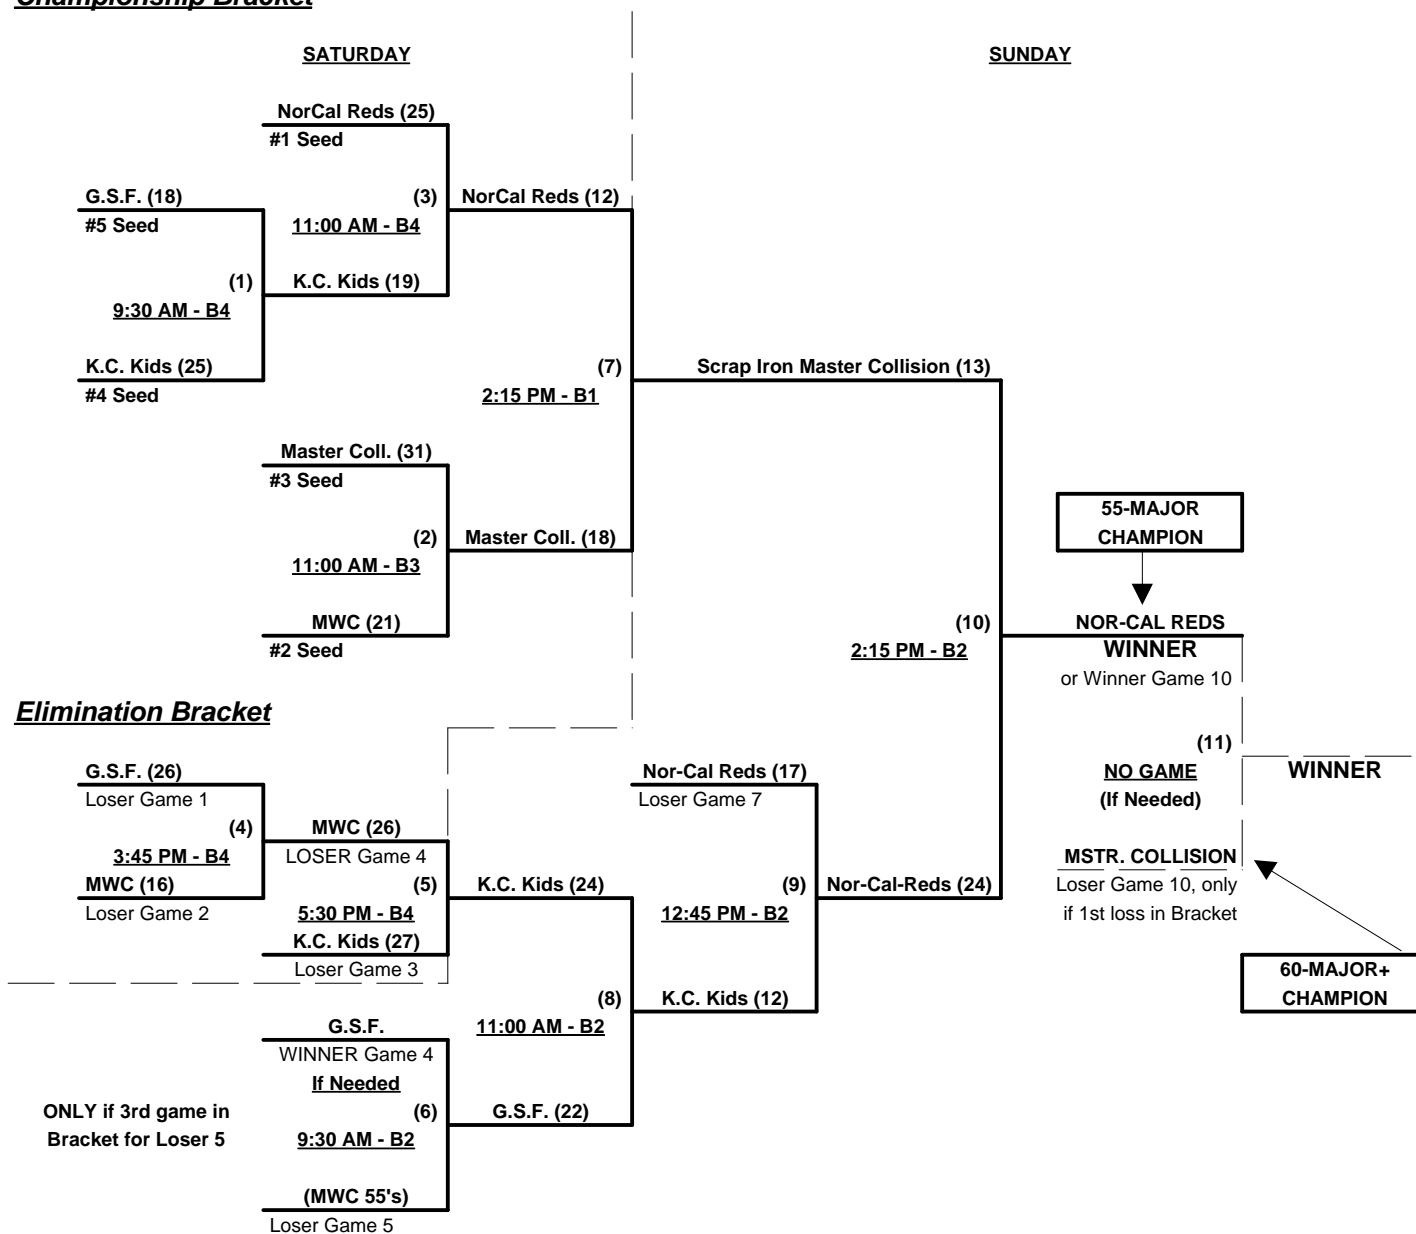 Championship Bracket
SATURDAY
SUNDAY
NorCal Reds (25)
#1 Seed
G.S.F. (18)
#5 Seed
(3)
11:00 AM - B4
NorCal Reds (12)
(1)
9:30 AM - B4
K.C. Kids (19)
K.C. Kids (25)
#4 Seed
(7)
2:15 PM - B1
Scrap Iron Master Collision (13)
Master Coll. (31)
#3 Seed
(2)
11:00 AM - B3
Master Coll. (18)
MWC (21)
#2 Seed
55-MAJOR
CHAMPION
(10)
2:15 PM - B2
NOR-CAL REDS
WINNER
or Winner Game 10
Elimination Bracket
(11)
NO GAME
(If Needed)
WINNER
G.S.F. (26)
Loser Game 1
(4)
3:45 PM - B4
MWC (16)
Loser Game 2
MWC (26)
LOSER Game 4
(5)
5:30 PM - B4
K.C. Kids (27)
Loser Game 3
K.C. Kids (24)
Nor-Cal Reds (17)
Loser Game 7
(9)
12:45 PM - B2
Nor-Cal-Reds (24)
MSTR. COLLISION
Loser Game 10, only
if 1st loss in Bracket
60-MAJOR+
CHAMPION
(8)
11:00 AM - B2
K.C. Kids (12)
G.S.F.
WINNER Game 4
If Needed
ONLY if 3rd game in
Bracket for Loser 5
(6)
9:30 AM - B2
G.S.F. (22)
(MWC 55's)
Loser Game 5